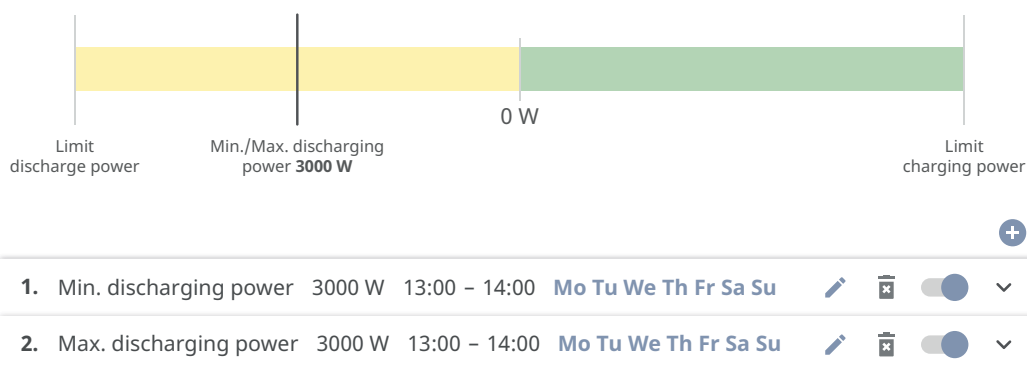 0 W
Limit
discharge power
Min./Max. discharging
power 3000 W
Limit
charging power
1. Min. discharging power 3000 W 13:00 – 14:00 Mo Tu We Th Fr Sa Su
2. Max. discharging power 3000 W 13:00 – 14:00 Mo Tu We Th Fr Sa Su